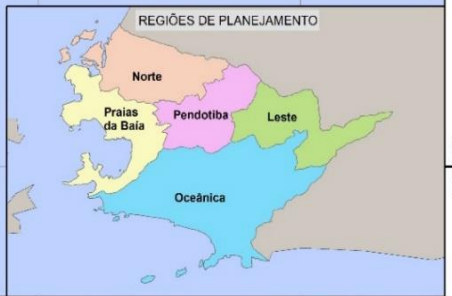 REGIÕES DE PLANEJAMENTO
Norte
Praias
da Baía
Pendotiba
Leste
Oceânica